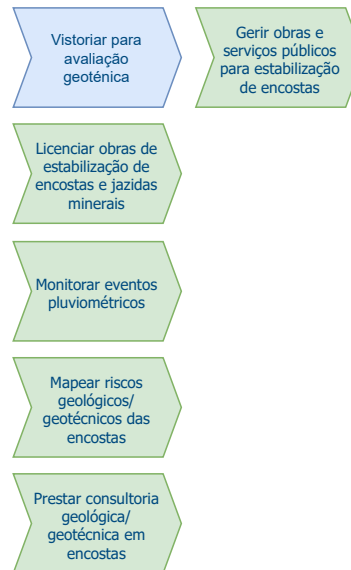 Vistoriar para
avaliação
geoténica
Gerir obras e
serviços públicos
para estabilização
de encostas
Licenciar obras de
estabilização de
encostas e jazidas
minerais
Monitorar eventos
pluviométricos
Mapear riscos
geológicos/
geotécnicos das
encostas
Prestar consultoria
geológica/
geotécnica em
encostas